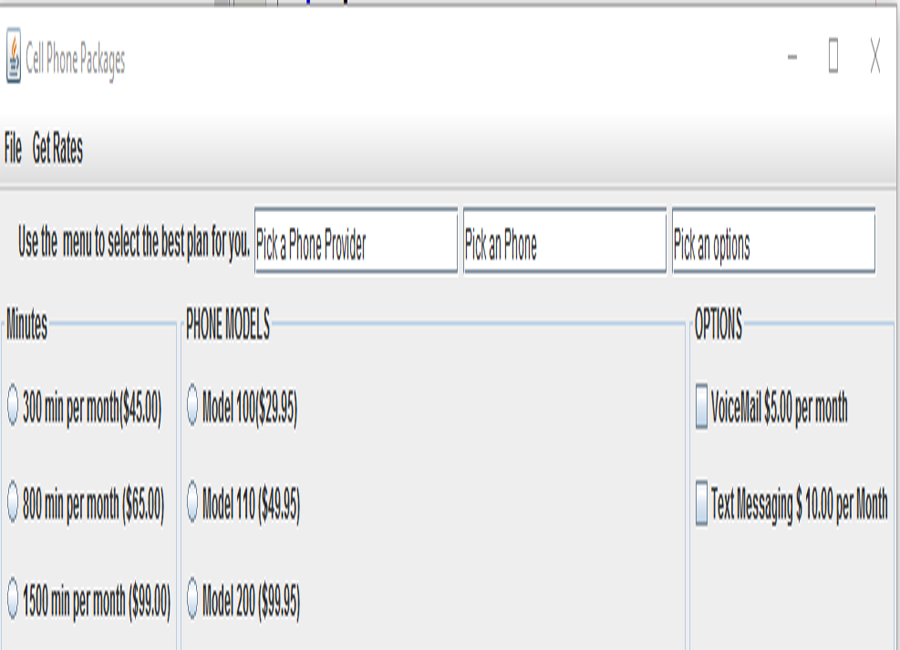 Cell Phone Packages
File Get Rates
Use the menu to select the best plan for you. Pick a Phone Provider Pick an Phone Pick an options
Minutes PHONE MODELS OPTIONS
300 min per month($45.00) Model 100($29.95) VoiceMail $5.00 per month
800 min per month ($65.00) Model 110 ($49.95) Text Messaging $ 10.00 per Month
1500 min per month ($99.00) Model 200 ($99.95)